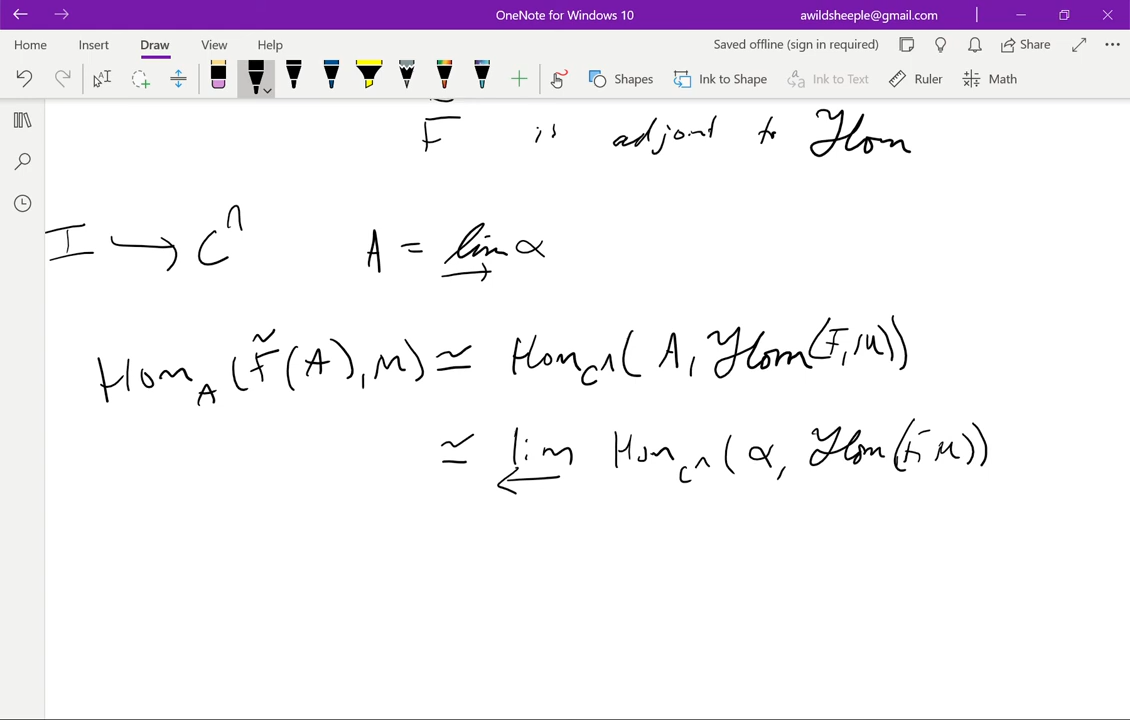 OneNote for Windows 10
awildsheeple@gmail.com
Home Insert Draw View Help
Saved offline (sign in required)
Share
Shapes Ink to Shape Ink to Text Ruler Math
F̃ is adjoint to Hom
I → C^∧ A = lim→ α
Hom_A (F̃(A), M) ≃ Hom_C^∧ (A, Hom(F, M))
≃ lim← Hom_C^∧ (α, Hom(F, M))